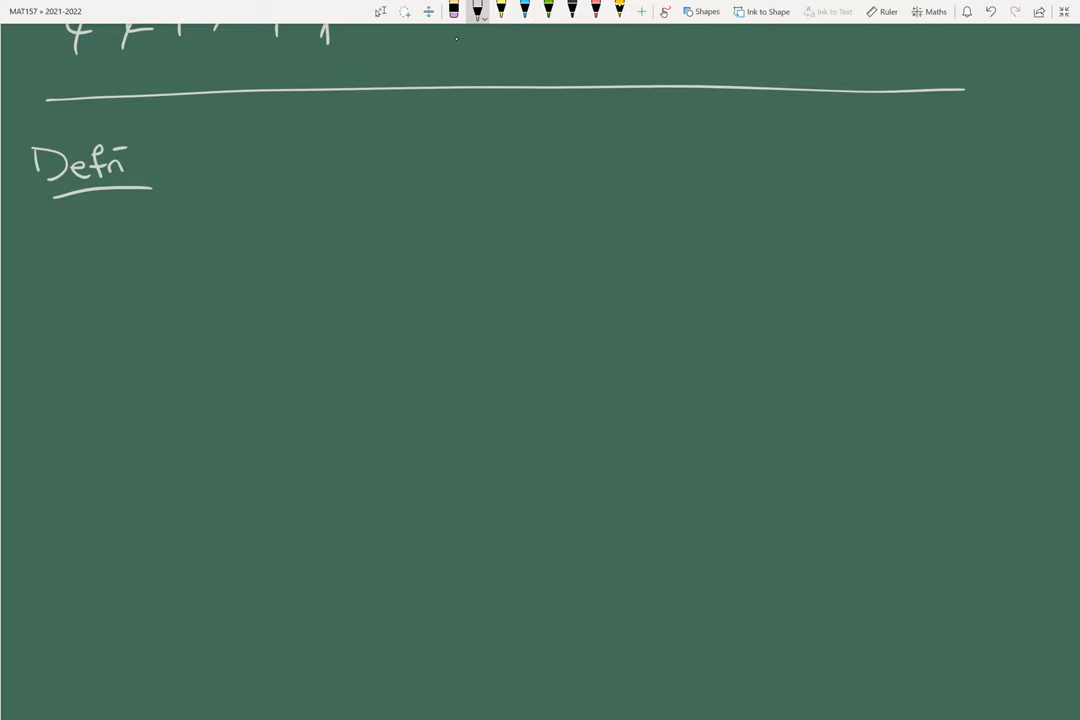 MAT157 » 2021-2022
Shapes
Ink to Shape
Ink to Text
Ruler
Maths
Defn